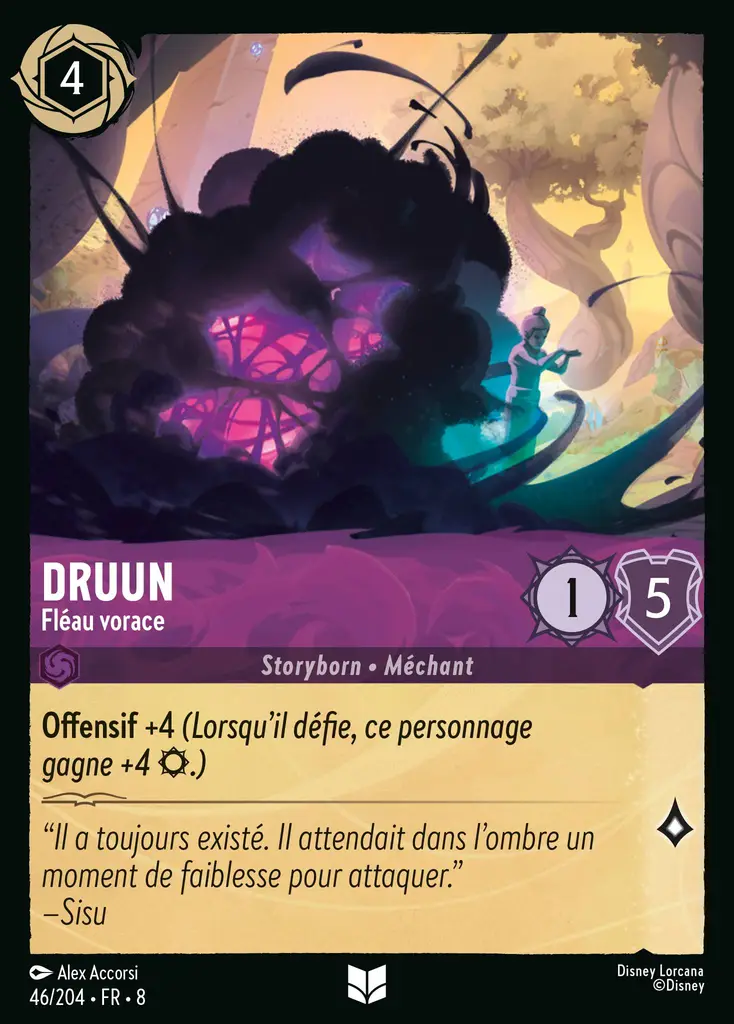 4
DRUUN
Fléau vorace
1
5
Storyborn • Méchant
Offensif +4 (Lorsqu’il défie, ce personnage
gagne +4 .)
“Il a toujours existé. Il attendait dans l’ombre un
moment de faiblesse pour attaquer.”
–Sisu
Alex Accorsi
46/204 • FR • 8
Disney Lorcana
©Disney